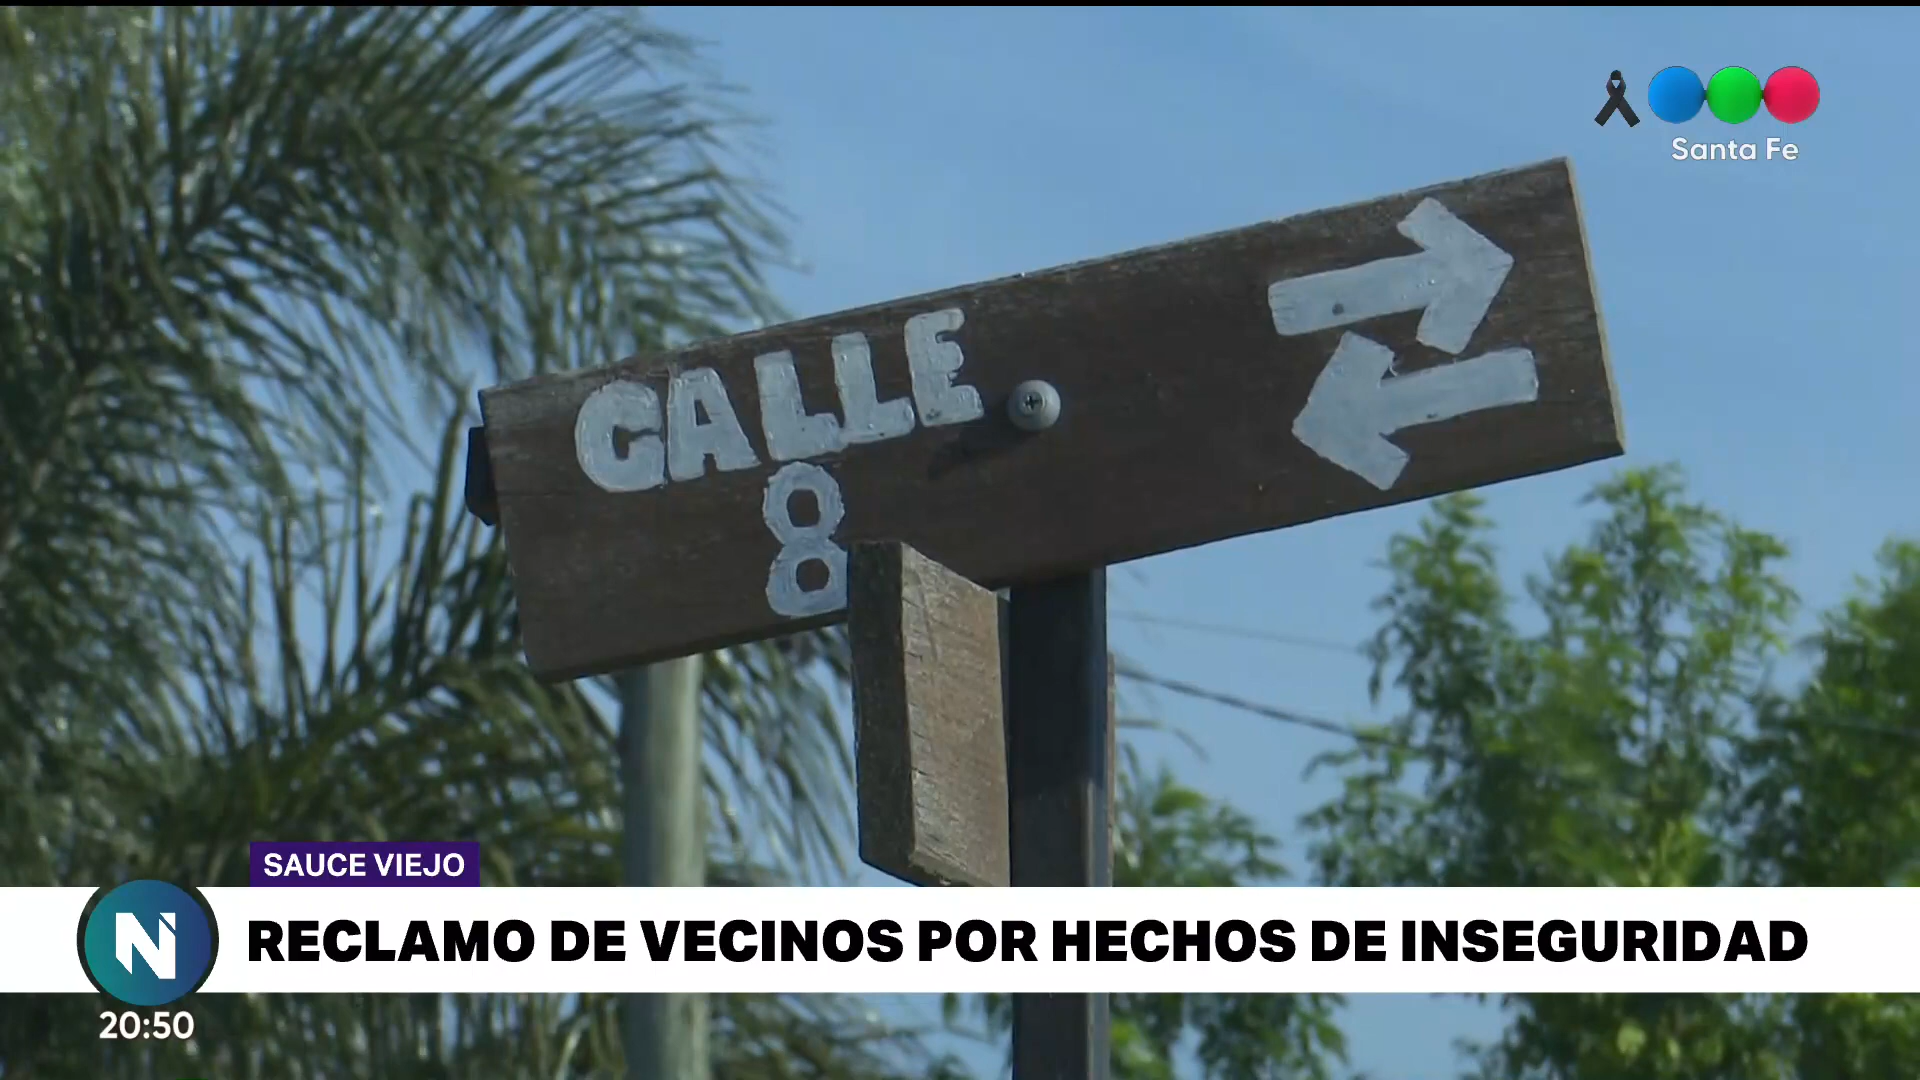 Santa Fe
CALLE
8
SAUCE VIEJO
N
RECLAMO DE VECINOS POR HECHOS DE INSEGURIDAD
20:50